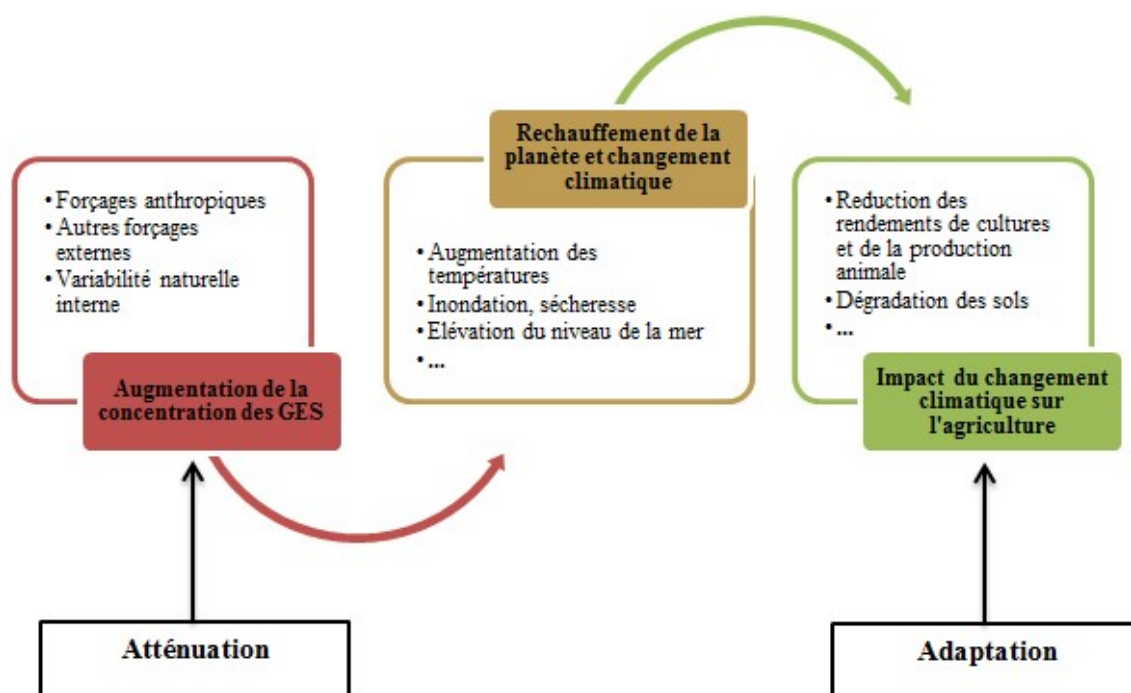 • Forçages anthropiques
• Autres forçages
externes
• Variabilité naturelle
interne
Augmentation de la
concentration des GES
Rechauffement de la
planète et changement
climatique
• Augmentation des
températures
• Inondation, sécheresse
• Elévation du niveau de la mer
• ...
• Reduction des
rendements de cultures
et de la production
animale
• Dégradation des sols
• ...
Impact du changement
climatique sur
l'agriculture
Atténuation
Adaptation